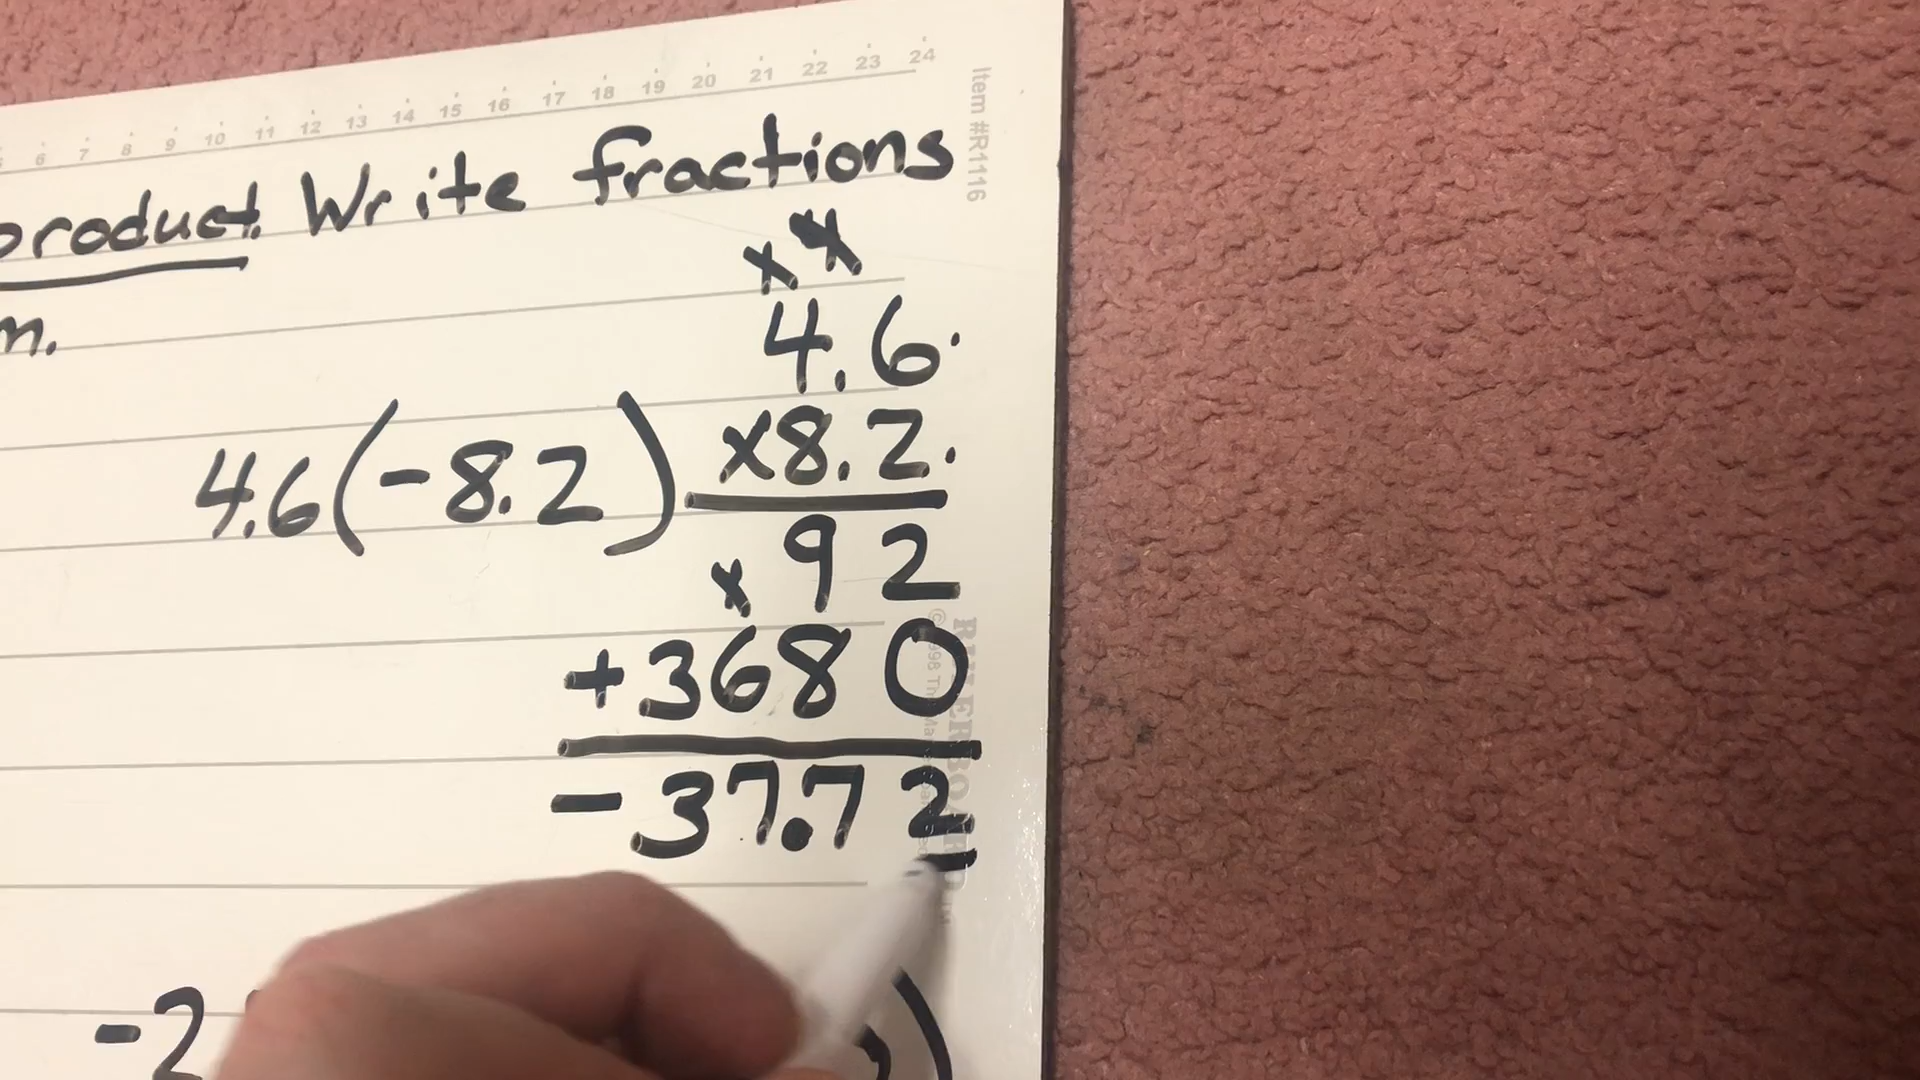 6 7 8 9 10 11 12 13 14 15 16 17 18 19 20 21 22 23 24
Item #R1116
product. Write fractions
4.6
4.6(-8.2) x8.2
92
+3680
-37.72
-2